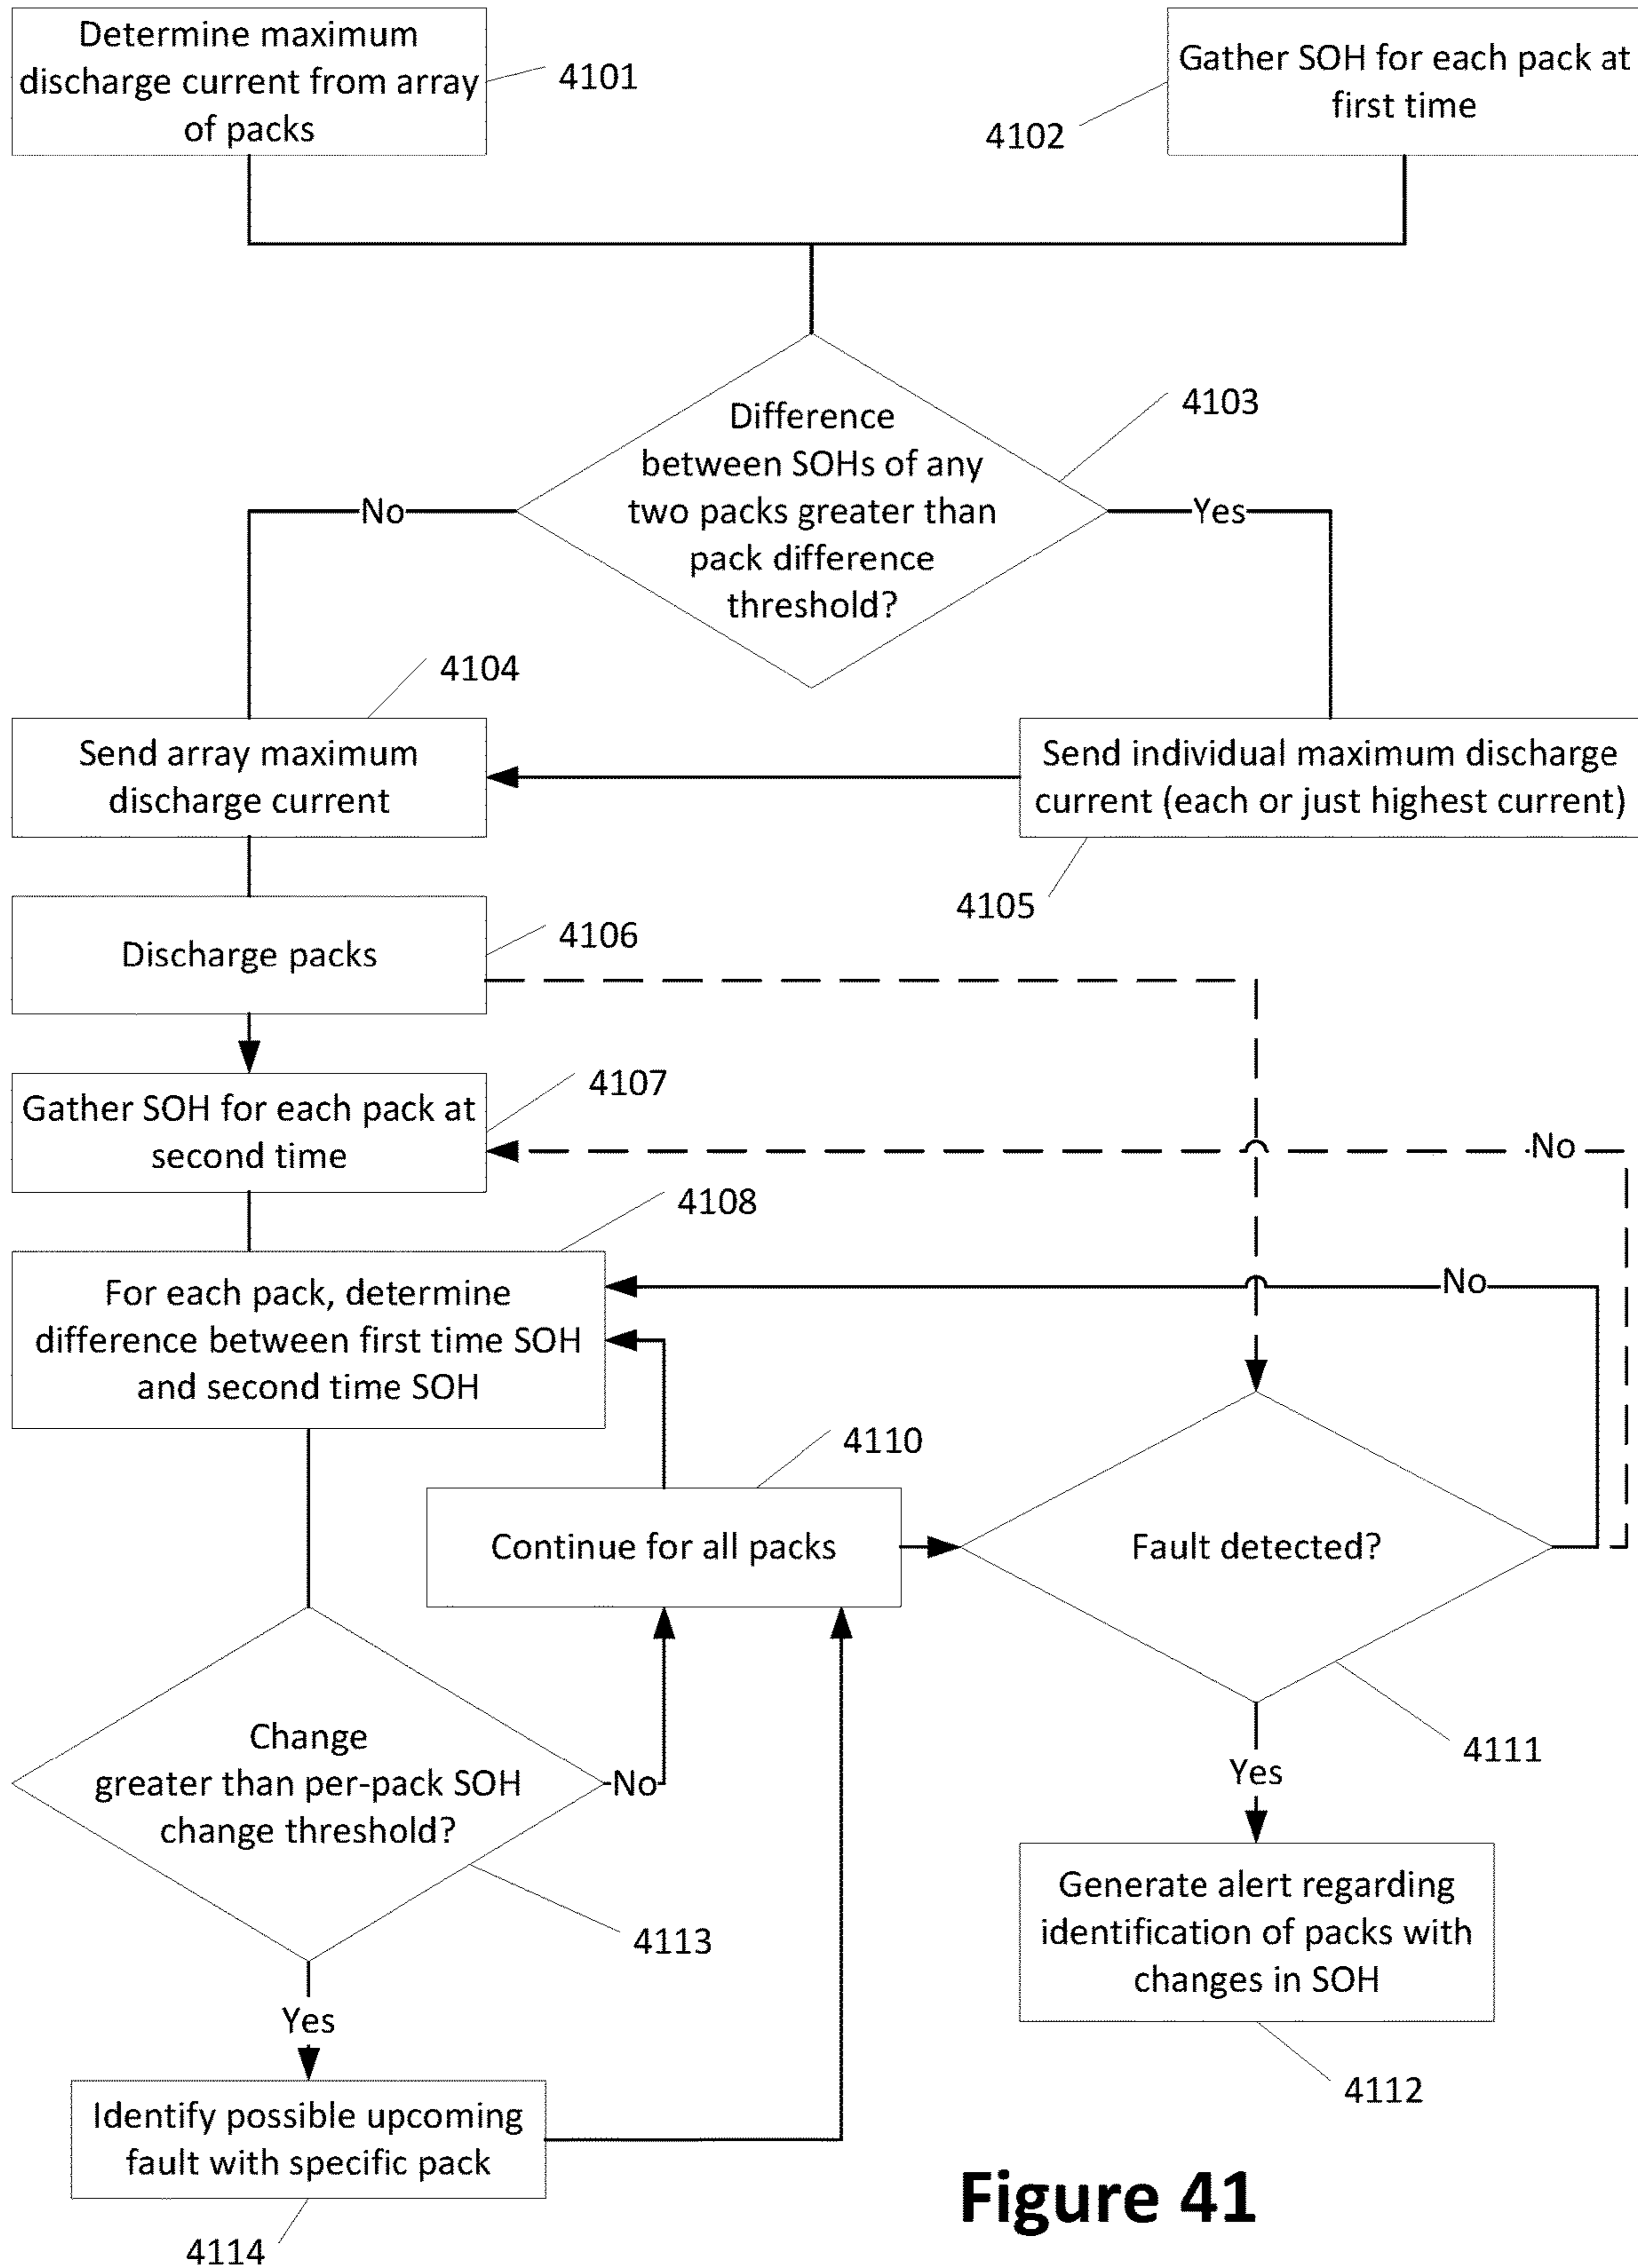 Determine maximum
discharge current from array
of packs
4101
Gather SOH for each pack at
first time
4102
Difference
between SOHs of any
two packs greater than
pack difference
threshold?
4103
No
Yes
4104
Send array maximum
discharge current
Send individual maximum discharge
current (each or just highest current)
4105
Discharge packs
4106
Gather SOH for each pack at
second time
4107
No
4108
For each pack, determine
difference between first time SOH
and second time SOH
No
4110
Continue for all packs
Fault detected?
4111
Change
greater than per-pack SOH
change threshold?
No
4113
Yes
Yes
Generate alert regarding
identification of packs with
changes in SOH
4112
Identify possible upcoming
fault with specific pack
4114
Figure 41